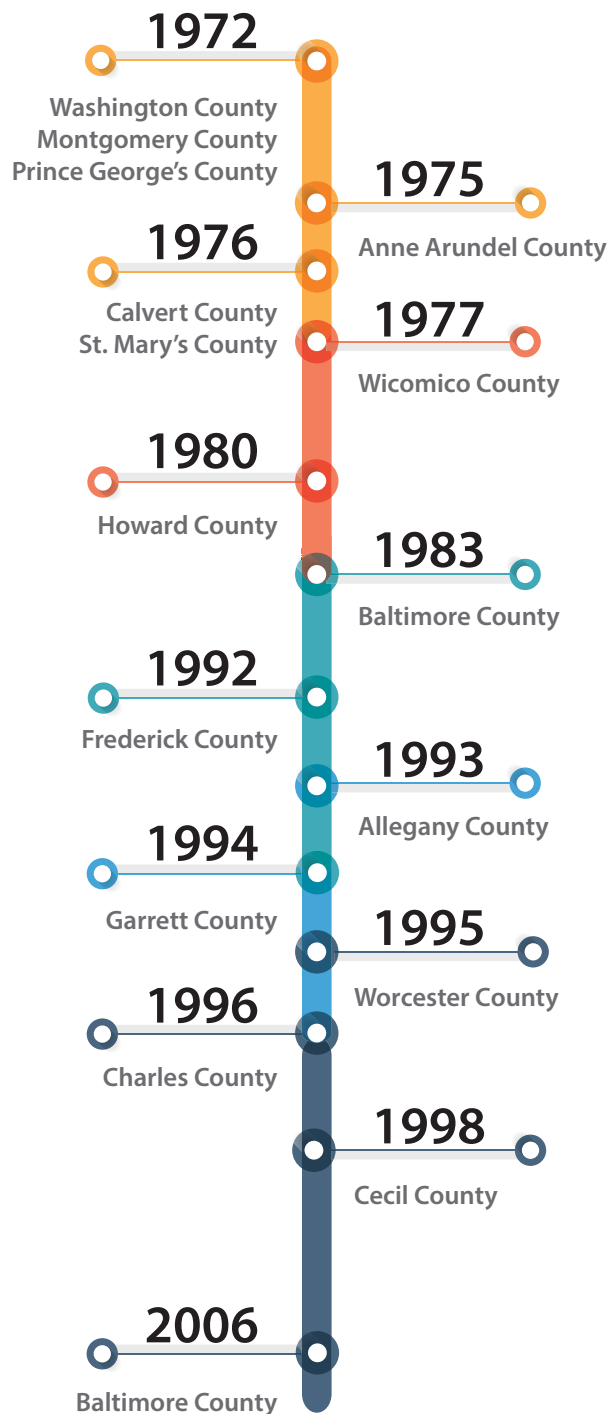 1972
Washington County
Montgomery County
Prince George's County
1975
Anne Arundel County
1976
Calvert County
St. Mary's County
1977
Wicomico County
1980
Howard County
1983
Baltimore County
1992
Frederick County
1993
Allegany County
1994
Garrett County
1995
Worcester County
1996
Charles County
1998
Cecil County
2006
Baltimore County